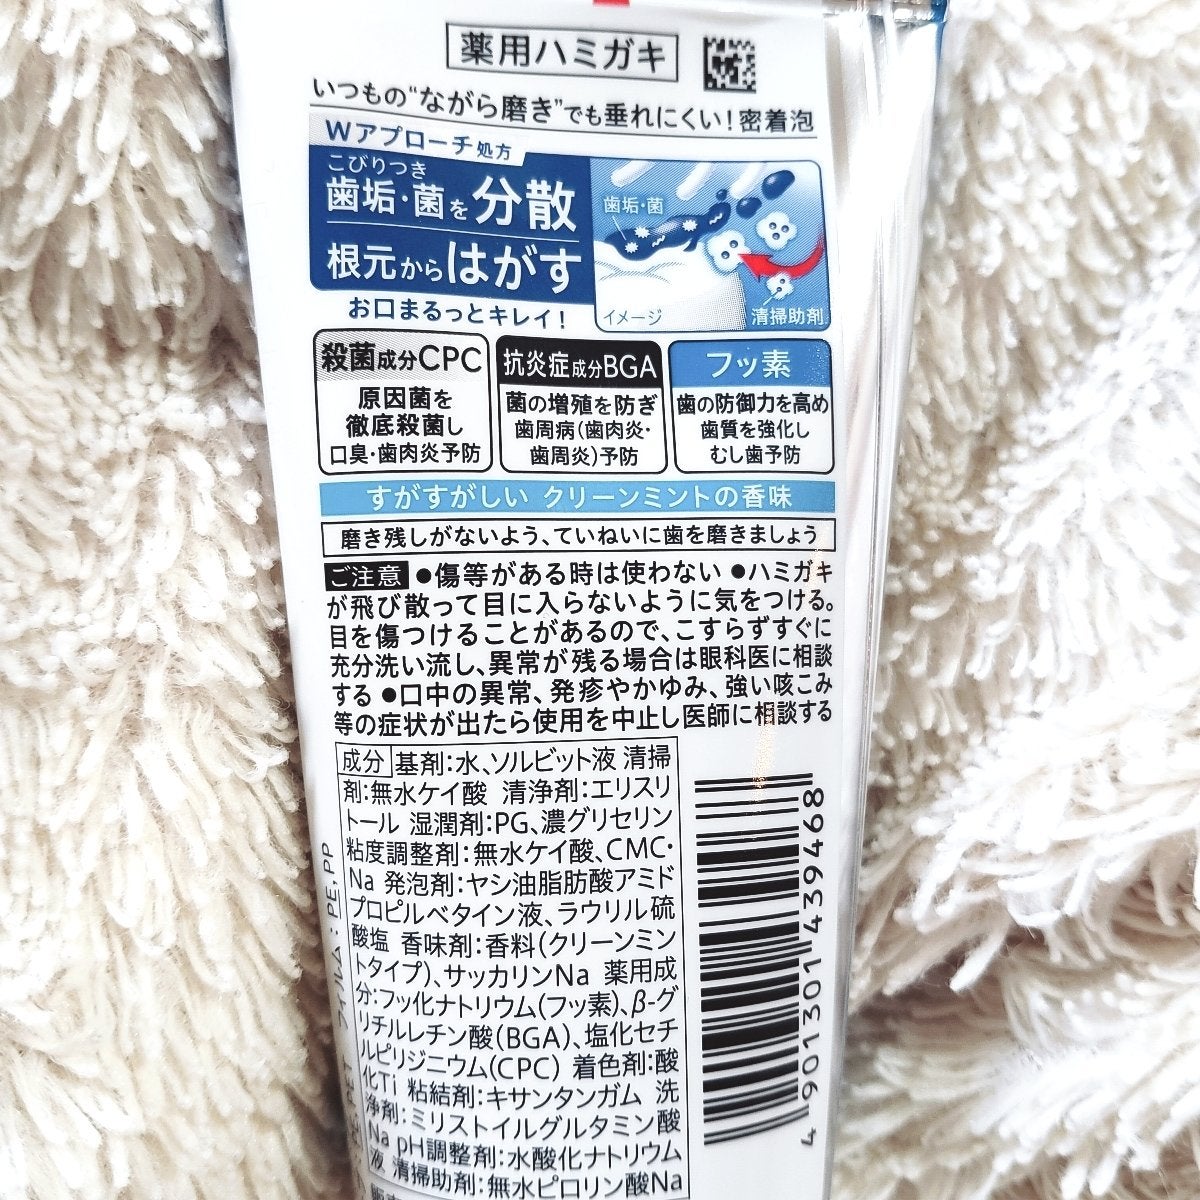 薬用ハミガキ
いつもの“ながら磨き”でも垂れにくい！密着泡
Wアプローチ処方
こびりつき
歯垢・菌を分散
根元からはがす
お口まるっとキレイ！
歯垢・菌
イメージ
清掃助剤
殺菌成分CPC
原因菌を
徹底殺菌し
口臭・歯肉炎予防
抗炎症成分BGA
菌の増殖を防ぎ
歯周病(歯肉炎・
歯周炎)予防
フッ素
歯の防御力を高め
歯質を強化し
むし歯予防
すがすがしい クリーンミントの香味
磨き残しがないよう、ていねいに歯を磨きましょう
ご注意 ●傷等がある時は使わない ●ハミガキ
が飛び散って目に入らないように気をつける。
目を傷つけることがあるので、こすらずすぐに
充分洗い流し、異常が残る場合は眼科医に相談
する ●口中の異常、発疹やかゆみ、強い咳こみ
等の症状が出たら使用を中止し医師に相談する
成分 基剤：水、ソルビット液 清掃
剤：無水ケイ酸 清浄剤：エリスリ
トール 湿潤剤：PG、濃グリセリン
粘度調整剤：無水ケイ酸、CMC・
Na 発泡剤：ヤシ油脂肪酸アミド
プロピルベタイン液、ラウリル硫
酸塩 香味剤：香料(クリーンミン
トタイプ)、サッカリンNa 薬用成
分：フッ化ナトリウム(フッ素)、β-グ
リチルレチン酸(BGA)、塩化セチ
ルピリジニウム(CPC) 着色剤：酸
化Ti 粘結剤：キサンタンガム 洗
浄剤：ミリストイルグルタミン酸
Na pH調整剤：水酸化ナトリウム
液 清掃助剤：無水ピロリン酸Na
フィルム：PE, PP
4901301439468